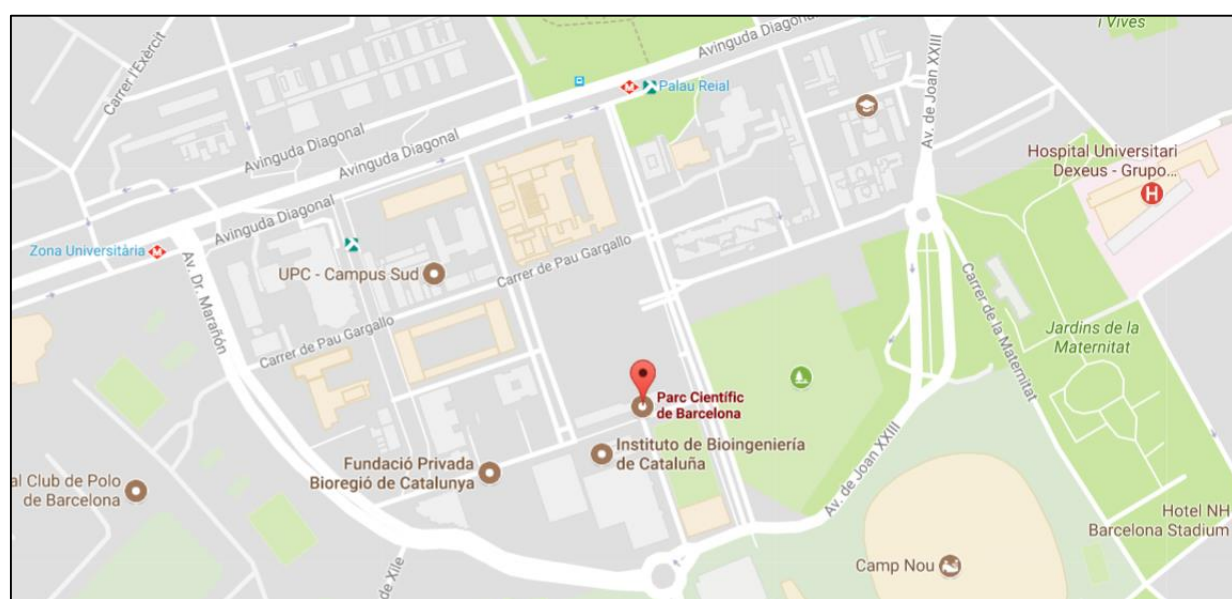 i Vives
Carrer l'Exèrcit
Avinguda Diagonal
Palau Reial
Av. de Joan XXIII
Avinguda Diagonal
Avinguda Diagonal
Hospital Universitari
Dexeus - Grupo...
H
Avinguda Diagonal
Zona Universitària
UPC - Campus Sud
Carrer de Pau Gargallo
Av. Dr. Marañón
Carrer de la Maternitat
Carrer de Pau Gargallo
Jardins de la
Maternitat
Parc Científic
de Barcelona
Instituto de Bioingeniería
de Cataluña
Fundació Privada
Bioregió de Catalunya
Av. de Joan XXIII
al Club de Polo
de Barcelona
Hotel NH
Barcelona Stadium
de Xile
Camp Nou